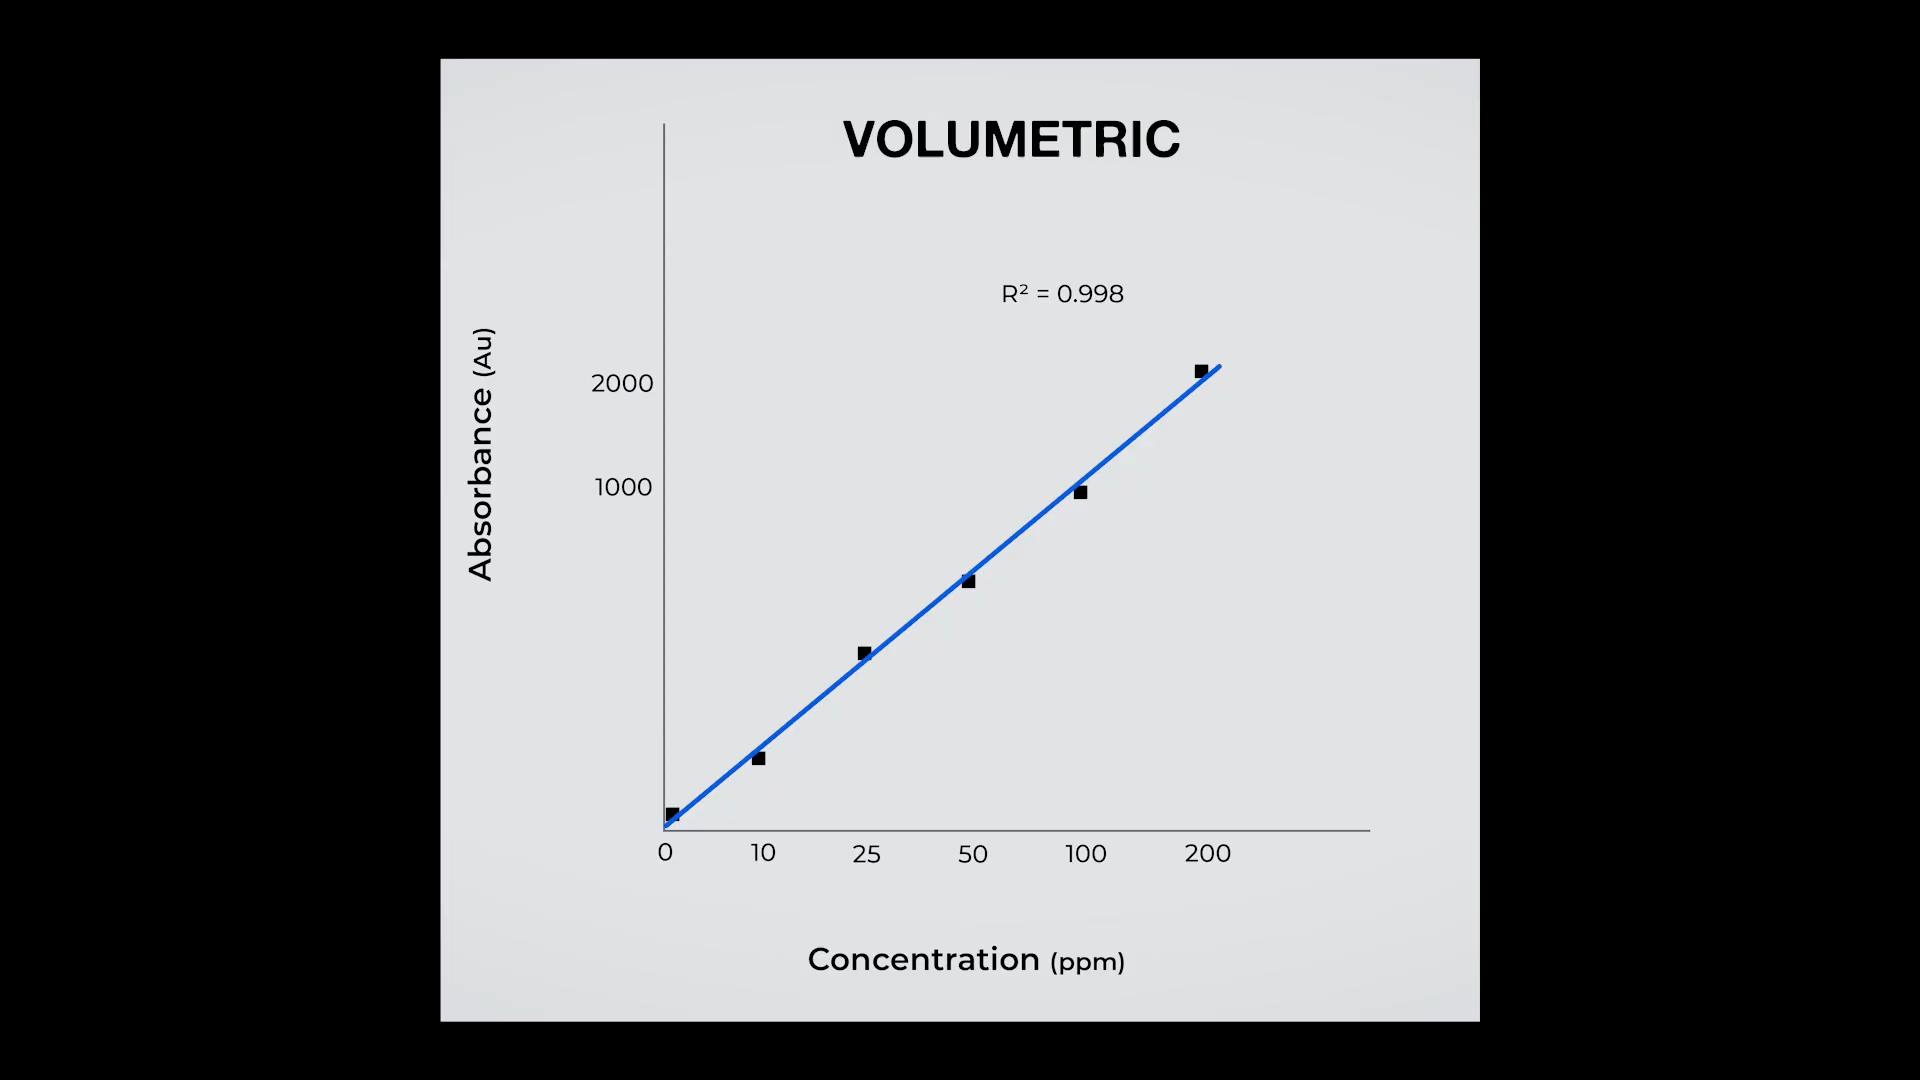 VOLUMETRIC
R² = 0.998
Absorbance (Au)
2000
1000
0 10 25 50 100 200
Concentration (ppm)